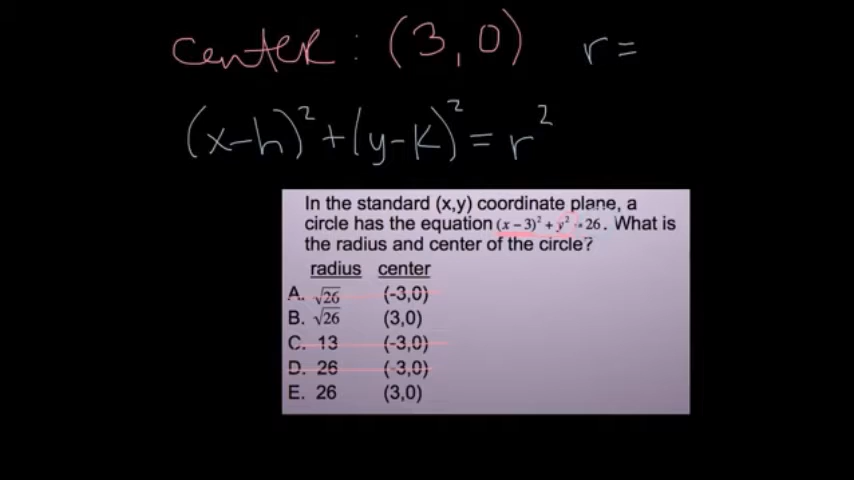 center : (3,0) r =
(x-h)² + (y-k)² = r²
In the standard (x,y) coordinate plane, a
circle has the equation (x − 3)² + y² = 26. What is
the radius and center of the circle?
radius center
A. √26 (-3,0)
B. √26 (3,0)
C. 13 (-3,0)
D. 26 (-3,0)
E. 26 (3,0)